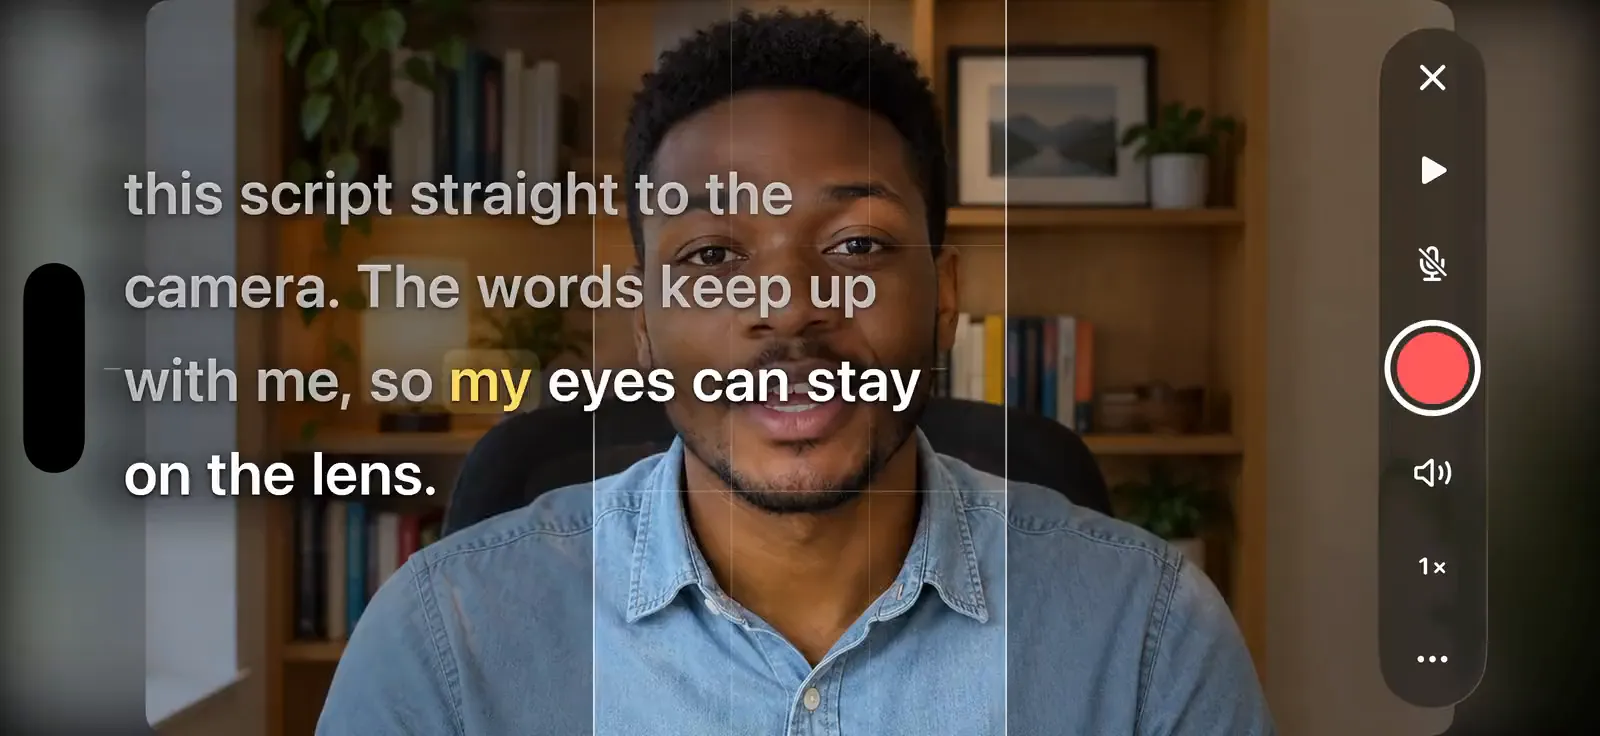 this script straight to the
camera. The words keep up
with me, so my eyes can stay
on the lens.
1×